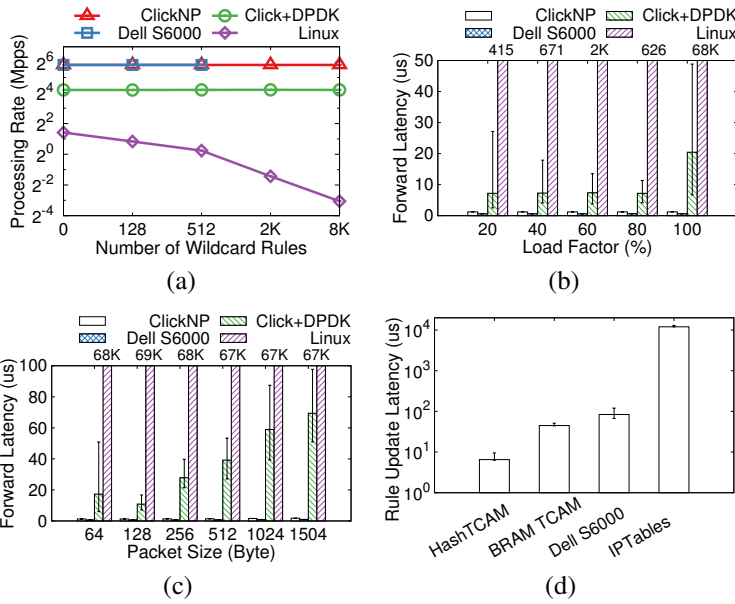 ClickNP Click+DPDK
Dell S6000 Linux
Processing Rate (Mpps)
2^6
2^4
2^2
2^0
2^-2
2^-4
0 128 512 2K 8K
Number of Wildcard Rules
(a)
ClickNP Click+DPDK
Dell S6000 Linux
415 671 2K 626 68K
Forward Latency (us)
50
40
30
20
10
0
20 40 60 80 100
Load Factor (%)
(b)
ClickNP Click+DPDK
Dell S6000 Linux
68K 69K 68K 67K 67K 67K
Forward Latency (us)
100
80
60
40
20
0
64 128 256 512 1024 1504
Packet Size (Byte)
(c)
Rule Update Latency (us)
10^4
10^3
10^2
10^1
10^0
HashTCAM BRAM TCAM Dell S6000 IPTables
(d)